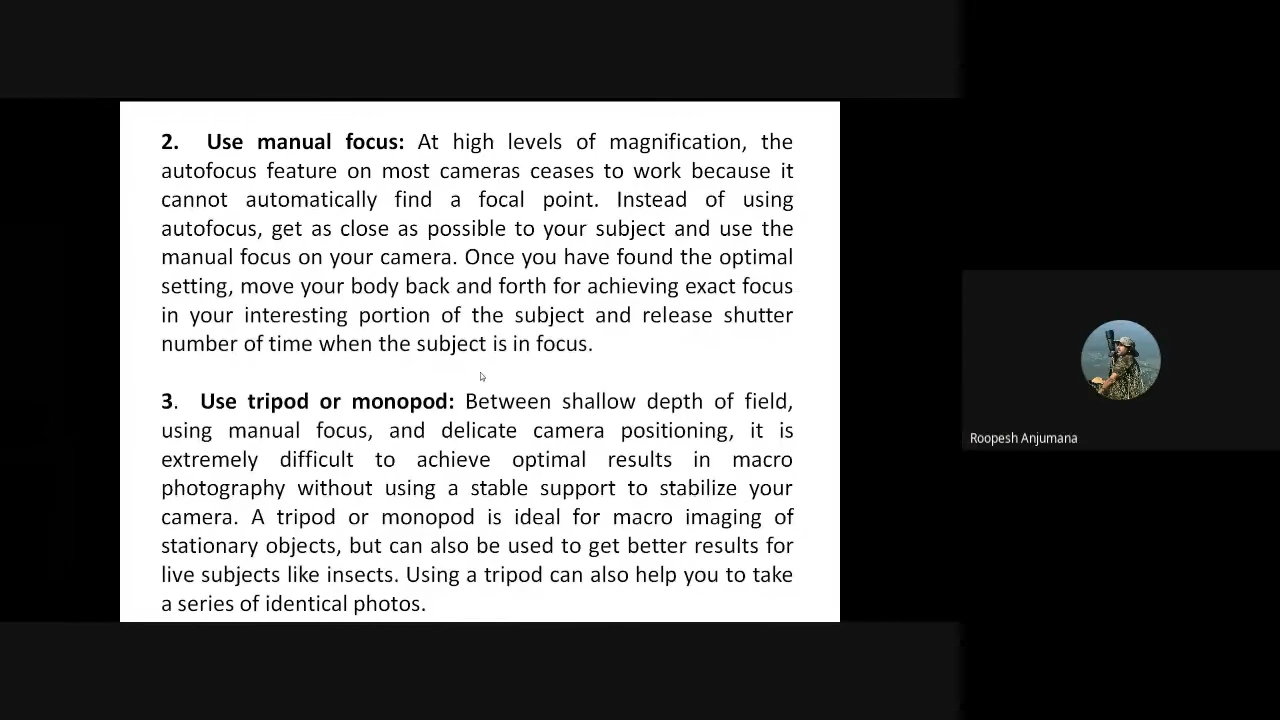 2. Use manual focus: At high levels of magnification, the
autofocus feature on most cameras ceases to work because it
cannot automatically find a focal point. Instead of using
autofocus, get as close as possible to your subject and use the
manual focus on your camera. Once you have found the optimal
setting, move your body back and forth for achieving exact focus
in your interesting portion of the subject and release shutter
number of time when the subject is in focus.
3. Use tripod or monopod: Between shallow depth of field,
using manual focus, and delicate camera positioning, it is
extremely difficult to achieve optimal results in macro
photography without using a stable support to stabilize your
camera. A tripod or monopod is ideal for macro imaging of
stationary objects, but can also be used to get better results for
live subjects like insects. Using a tripod can also help you to take
a series of identical photos.
Roopesh Anjumana